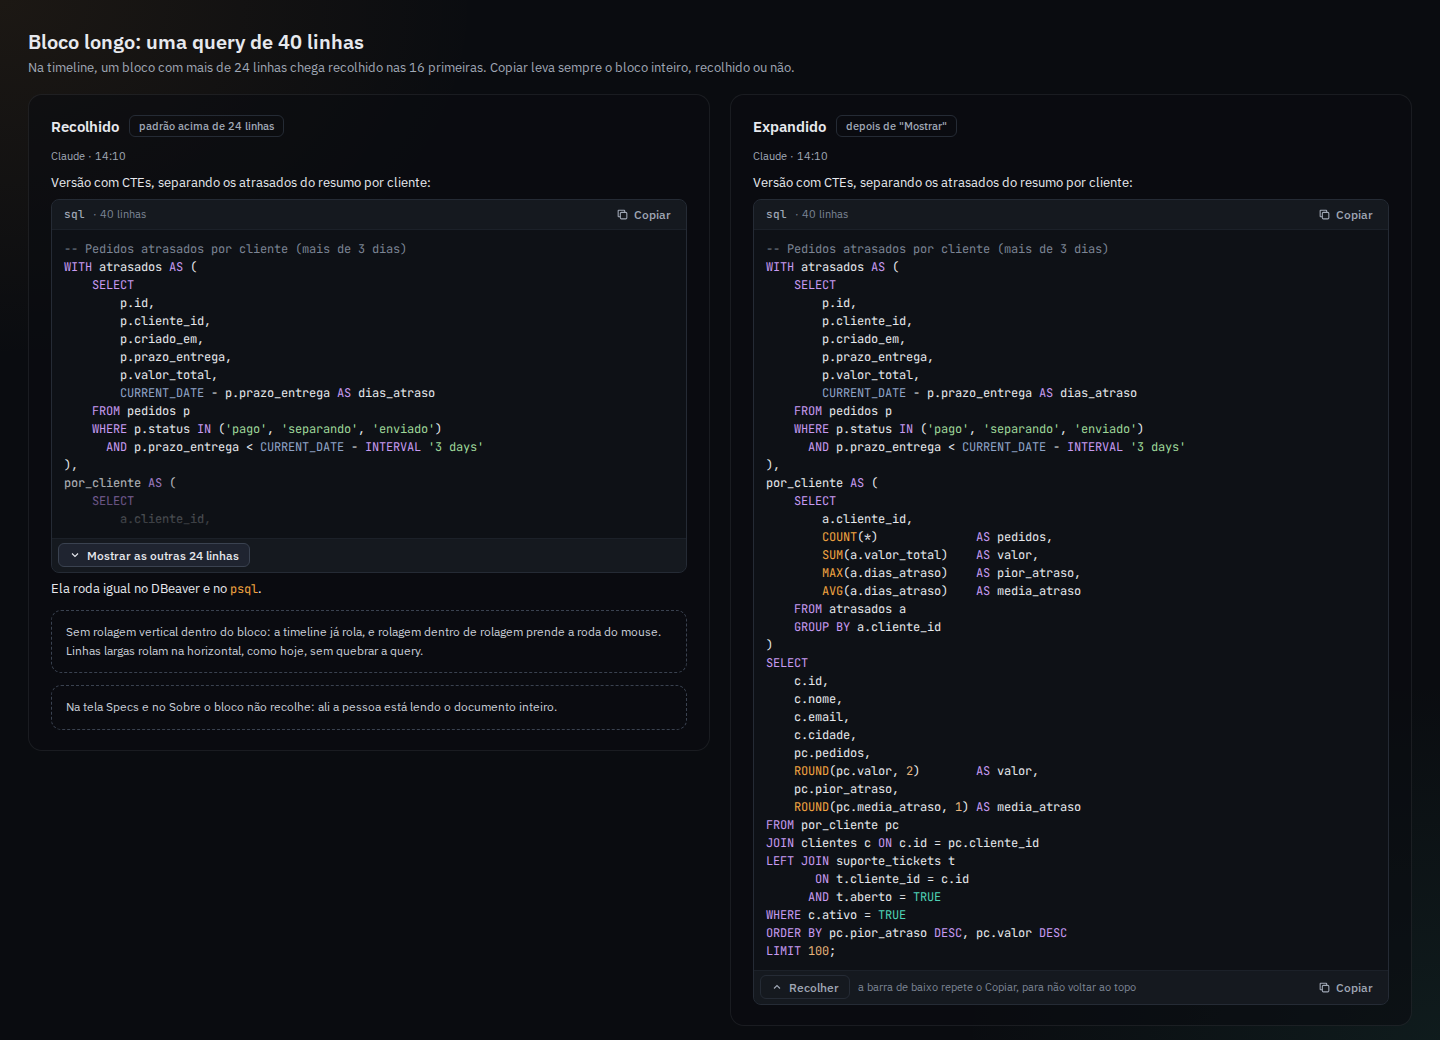 Bloco longo: uma query de 40 linhas
Na timeline, um bloco com mais de 24 linhas chega recolhido nas 16 primeiras. Copiar leva sempre o bloco inteiro, recolhido ou não.
Recolhido padrão acima de 24 linhas
Claude · 14:10
Versão com CTEs, separando os atrasados do resumo por cliente:
sql · 40 linhas Copiar
-- Pedidos atrasados por cliente (mais de 3 dias)
WITH atrasados AS (
    SELECT
        p.id,
        p.cliente_id,
        p.criado_em,
        p.prazo_entrega,
        p.valor_total,
        CURRENT_DATE - p.prazo_entrega AS dias_atraso
    FROM pedidos p
    WHERE p.status IN ('pago', 'separando', 'enviado')
      AND p.prazo_entrega < CURRENT_DATE - INTERVAL '3 days'
),
por_cliente AS (
    SELECT
        a.cliente_id,
Mostrar as outras 24 linhas
Ela roda igual no DBeaver e no psql.
Sem rolagem vertical dentro do bloco: a timeline já rola, e rolagem dentro de rolagem prende a roda do mouse.
Linhas largas rolam na horizontal, como hoje, sem quebrar a query.
Na tela Specs e no Sobre o bloco não recolhe: ali a pessoa está lendo o documento inteiro.
Expandido depois de "Mostrar"
Claude · 14:10
Versão com CTEs, separando os atrasados do resumo por cliente:
sql · 40 linhas Copiar
-- Pedidos atrasados por cliente (mais de 3 dias)
WITH atrasados AS (
    SELECT
        p.id,
        p.cliente_id,
        p.criado_em,
        p.prazo_entrega,
        p.valor_total,
        CURRENT_DATE - p.prazo_entrega AS dias_atraso
    FROM pedidos p
    WHERE p.status IN ('pago', 'separando', 'enviado')
      AND p.prazo_entrega < CURRENT_DATE - INTERVAL '3 days'
),
por_cliente AS (
    SELECT
        a.cliente_id,
        COUNT(*)              AS pedidos,
        SUM(a.valor_total)    AS valor,
        MAX(a.dias_atraso)    AS pior_atraso,
        AVG(a.dias_atraso)    AS media_atraso
    FROM atrasados a
    GROUP BY a.cliente_id
)
SELECT
    c.id,
    c.nome,
    c.email,
    c.cidade,
    pc.pedidos,
    ROUND(pc.valor, 2)        AS valor,
    pc.pior_atraso,
    ROUND(pc.media_atraso, 1) AS media_atraso
FROM por_cliente pc
JOIN clientes c ON c.id = pc.cliente_id
LEFT JOIN suporte_tickets t
       ON t.cliente_id = c.id
      AND t.aberto = TRUE
WHERE c.ativo = TRUE
ORDER BY pc.pior_atraso DESC, pc.valor DESC
LIMIT 100;
Recolher a barra de baixo repete o Copiar, para não voltar ao topo Copiar